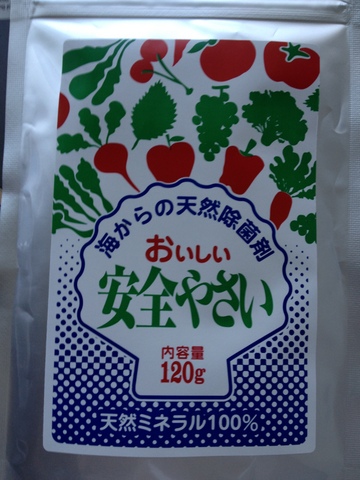 海からの天然除菌剤
おいしい
安全やさい
内容量
120g
天然ミネラル100%